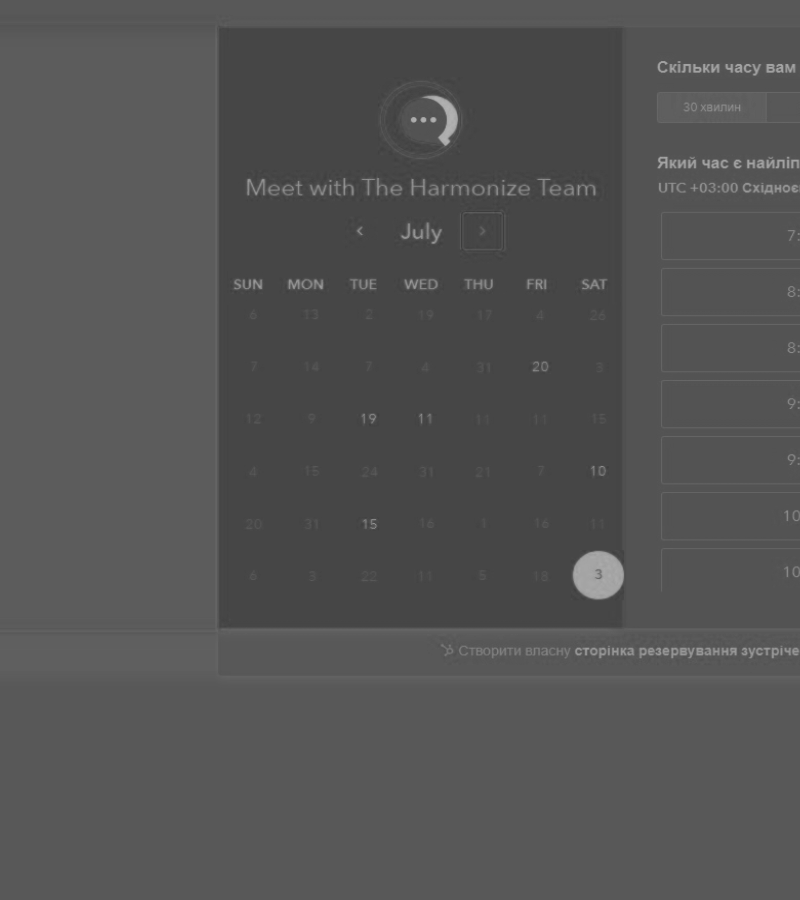 Meet with The Harmonize Team
July
SUN MON TUE WED THU FRI SAT
6 13 2 19 17 4 26
7 14 7 4 31 20 3
12 9 19 11 11 11 15
4 15 24 31 21 7 10
20 31 15 16 1 16 11
6 3 22 11 5 18 3
Скільки часу вам
30 хвилин
Який час є найліп
UTC +03:00 Східноє
7:
8:
8:
9:
9:
10
10
Створити власну сторінка резервування зустріче